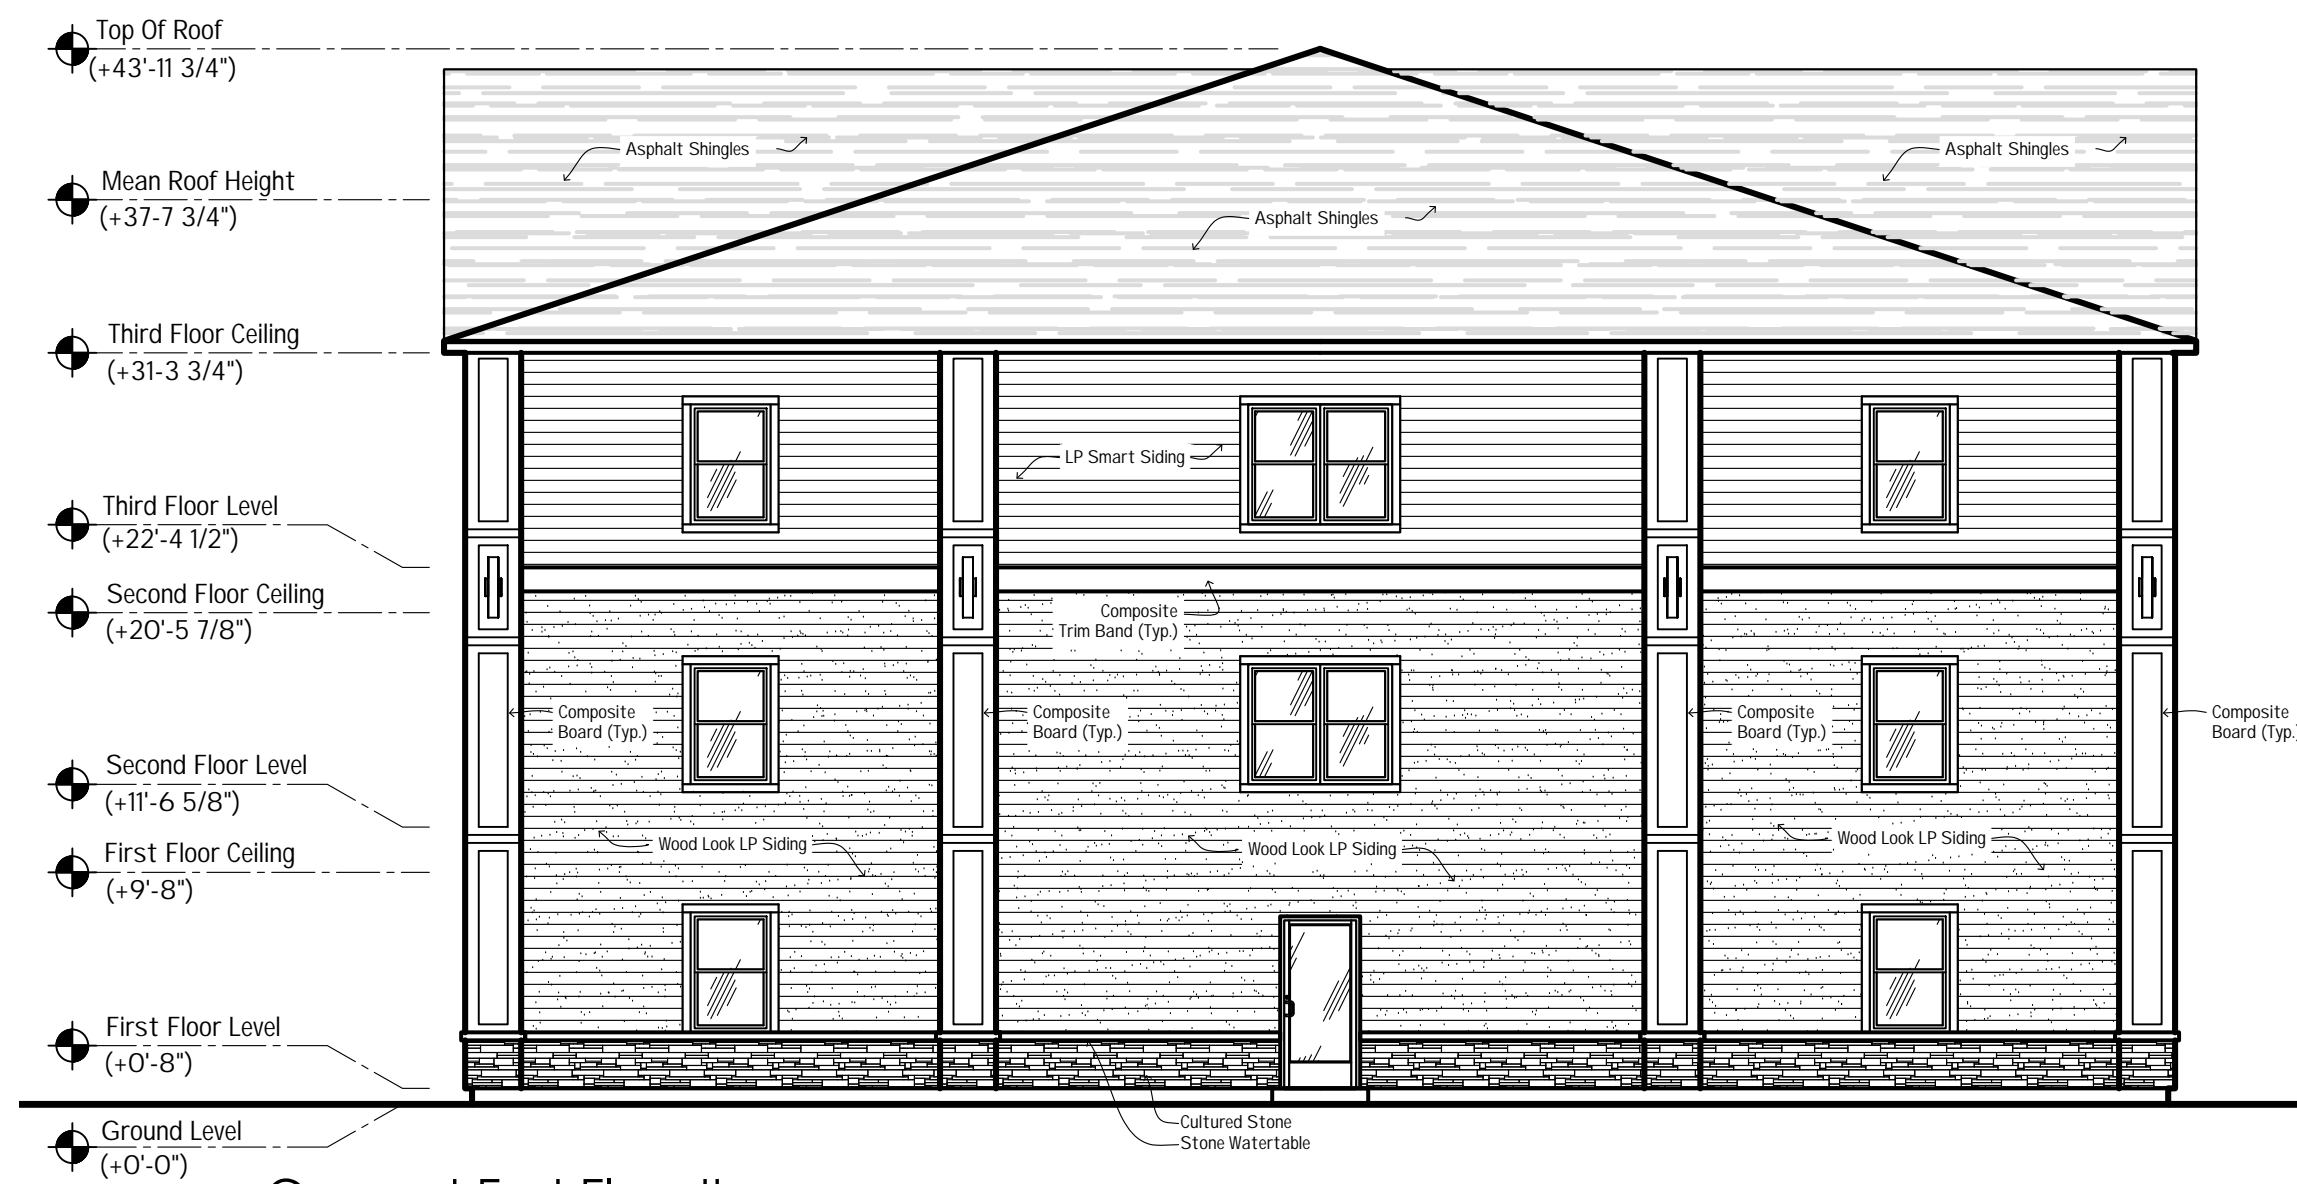 Top Of Roof
(+43'-11 3/4")
Mean Roof Height
(+37-7 3/4")
Third Floor Ceiling
(+31-3 3/4")
Third Floor Level
(+22'-4 1/2")
Second Floor Ceiling
(+20'-5 7/8")
Second Floor Level
(+11'-6 5/8")
First Floor Ceiling
(+9'-8")
First Floor Level
(+0'-8")
Ground Level
(+0'-0")
Asphalt Shingles
Asphalt Shingles
Asphalt Shingles
LP Smart Siding
Composite
Trim Band (Typ.)
Composite
Board (Typ.)
Composite
Board (Typ.)
Composite
Board (Typ.)
Composite
Board (Typ.
Wood Look LP Siding
Wood Look LP Siding
Wood Look LP Siding
Cultured Stone
Stone Watertable